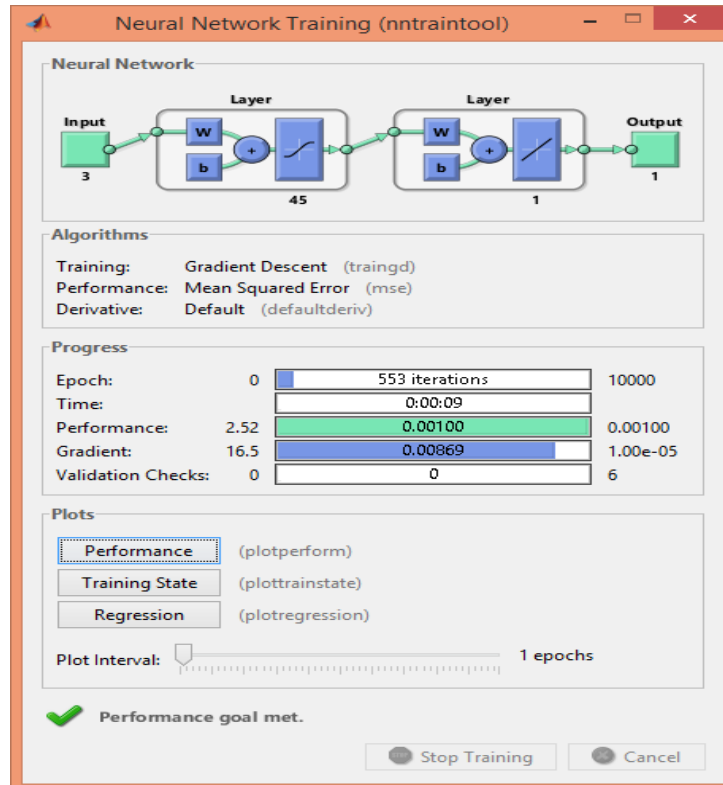 Neural Network Training (nntraintool)
Neural Network
Layer Layer
Input Output
W W
b b
+ +
3 1
45 1
Algorithms
Training: Gradient Descent (traingd)
Performance: Mean Squared Error (mse)
Derivative: Default (defaultderiv)
Progress
Epoch: 0 553 iterations 10000
Time: 0:00:09
Performance: 2.52 0.00100 0.00100
Gradient: 16.5 0.00869 1.00e-05
Validation Checks: 0 0 6
Plots
Performance (plotperform)
Training State (plottrainstate)
Regression (plotregression)
Plot Interval: 1 epochs
Performance goal met.
Stop Training Cancel